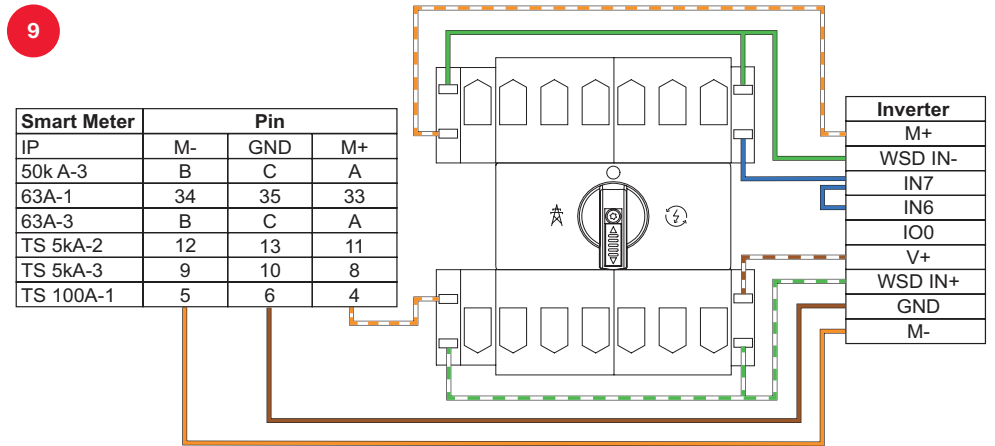 9
Smart Meter Pin
IP M- GND M+
50k A-3 B C A
63A-1 34 35 33
63A-3 B C A
TS 5kA-2 12 13 11
TS 5kA-3 9 10 8
TS 100A-1 5 6 4
Inverter
M+
WSD IN-
IN7
IN6
IO0
V+
WSD IN+
GND
M-